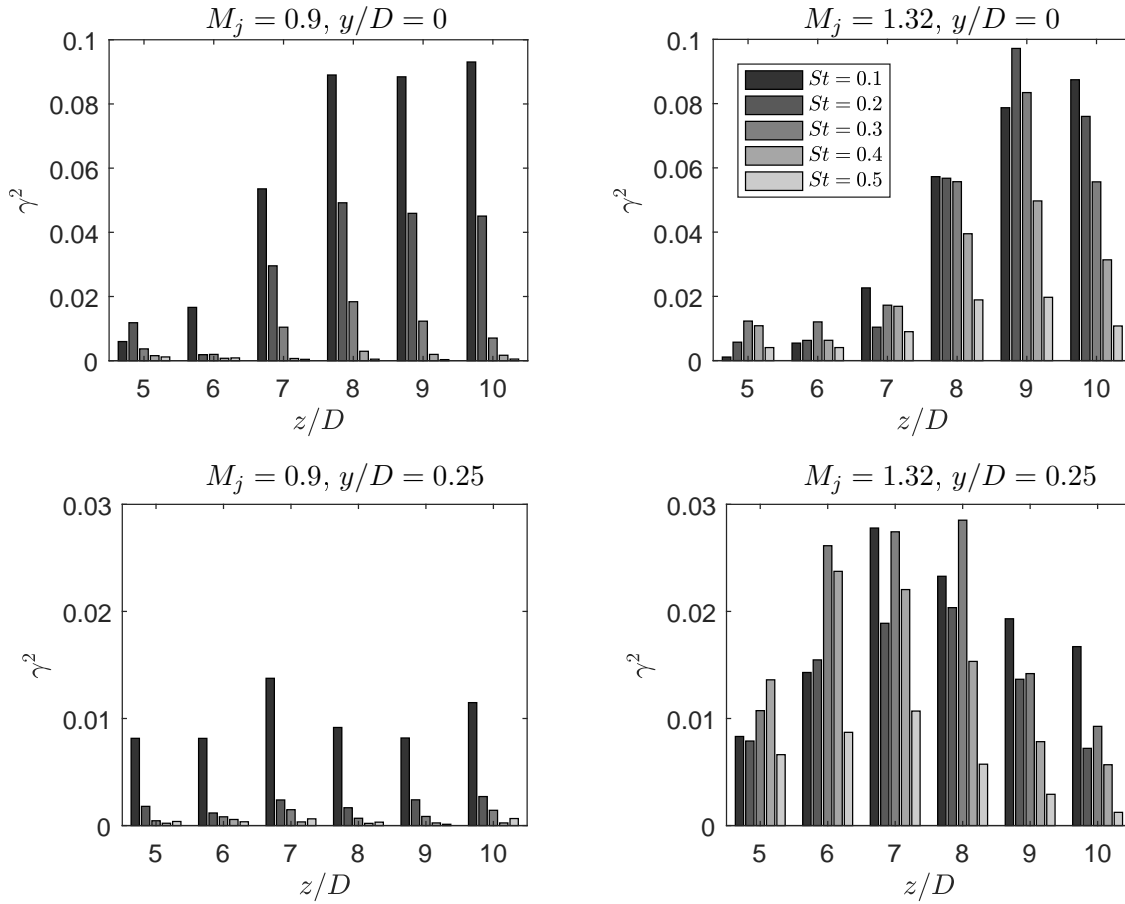 M_j = 0.9, y/D = 0
0.1
0.08
0.06
0.04
0.02
0
γ²
5 6 7 8 9 10
z/D
M_j = 1.32, y/D = 0
0.1
0.08
0.06
0.04
0.02
0
γ²
St = 0.1
St = 0.2
St = 0.3
St = 0.4
St = 0.5
5 6 7 8 9 10
z/D
M_j = 0.9, y/D = 0.25
0.03
0.02
0.01
0
γ²
5 6 7 8 9 10
z/D
M_j = 1.32, y/D = 0.25
0.03
0.02
0.01
0
γ²
5 6 7 8 9 10
z/D